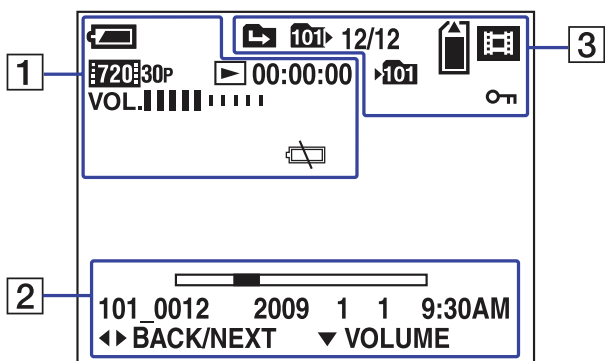 101 12/12
720 30P 00:00:00 101
VOL.
101_0012 2009 1 1 9:30AM
BACK/NEXT VOLUME
1
2
3